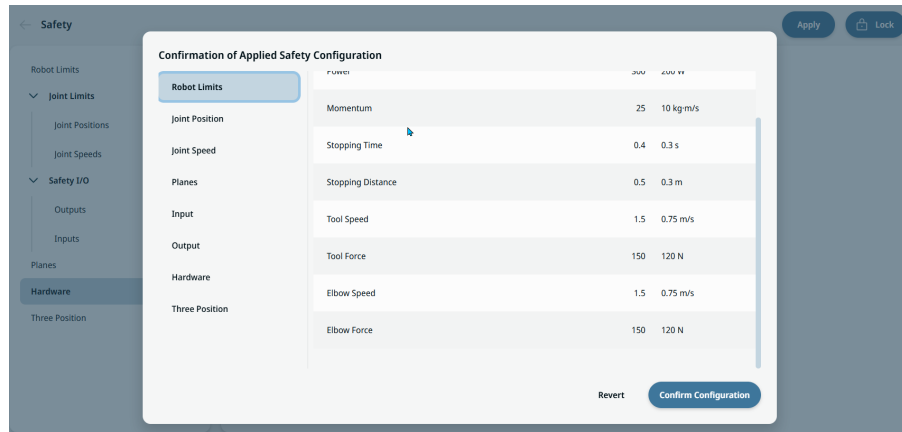 Safety
Apply
Lock
Robot Limits
Joint Limits
Joint Positions
Joint Speeds
Safety I/O
Outputs
Inputs
Planes
Hardware
Three Position
Confirmation of Applied Safety Configuration
Robot Limits
Joint Position
Joint Speed
Planes
Input
Output
Hardware
Three Position
Power 300 200 W
Momentum 25 10 kg·m/s
Stopping Time 0.4 0.3 s
Stopping Distance 0.5 0.3 m
Tool Speed 1.5 0.75 m/s
Tool Force 150 120 N
Elbow Speed 1.5 0.75 m/s
Elbow Force 150 120 N
Revert
Confirm Configuration